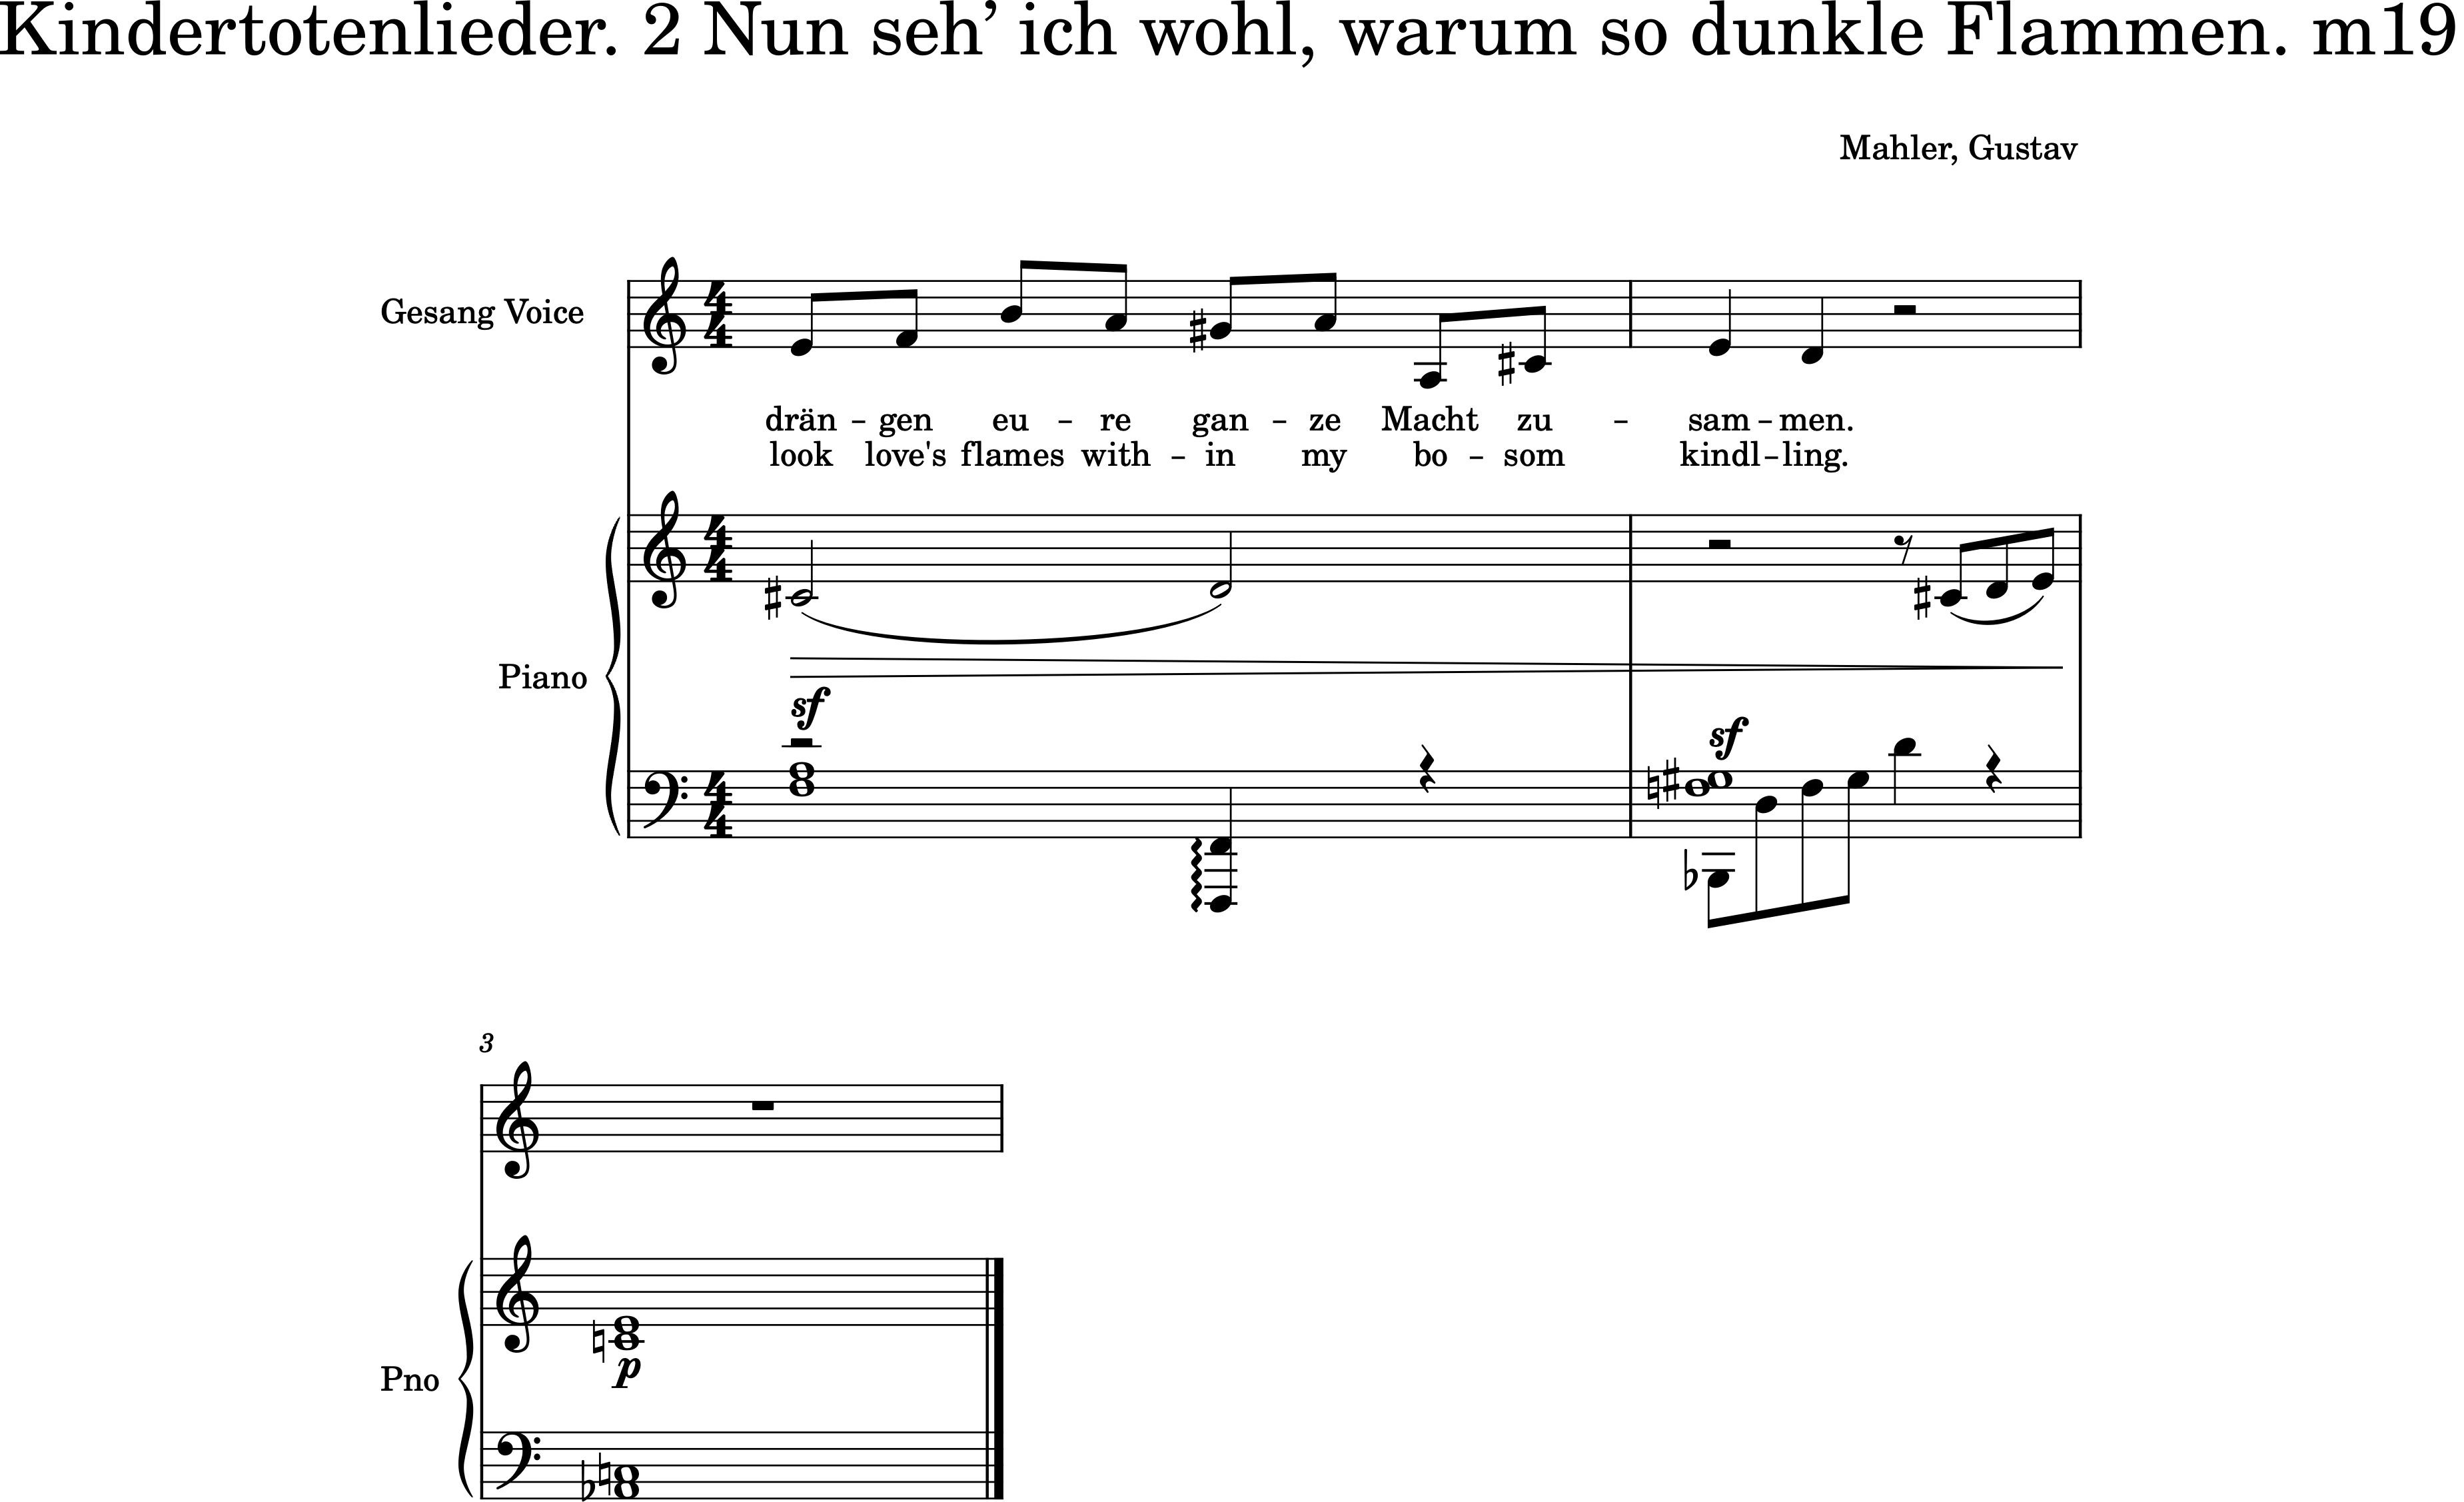 Kindertotenlieder. 2 Nun seh’ ich wohl, warum so dunkle Flammen. m19
Mahler, Gustav
Gesang Voice
drän – gen eu – re gan – ze Macht zu – sam – men.
look love's flames with – in my bo – som kindl – ling.
Piano
sf
sf
3
Pno
p